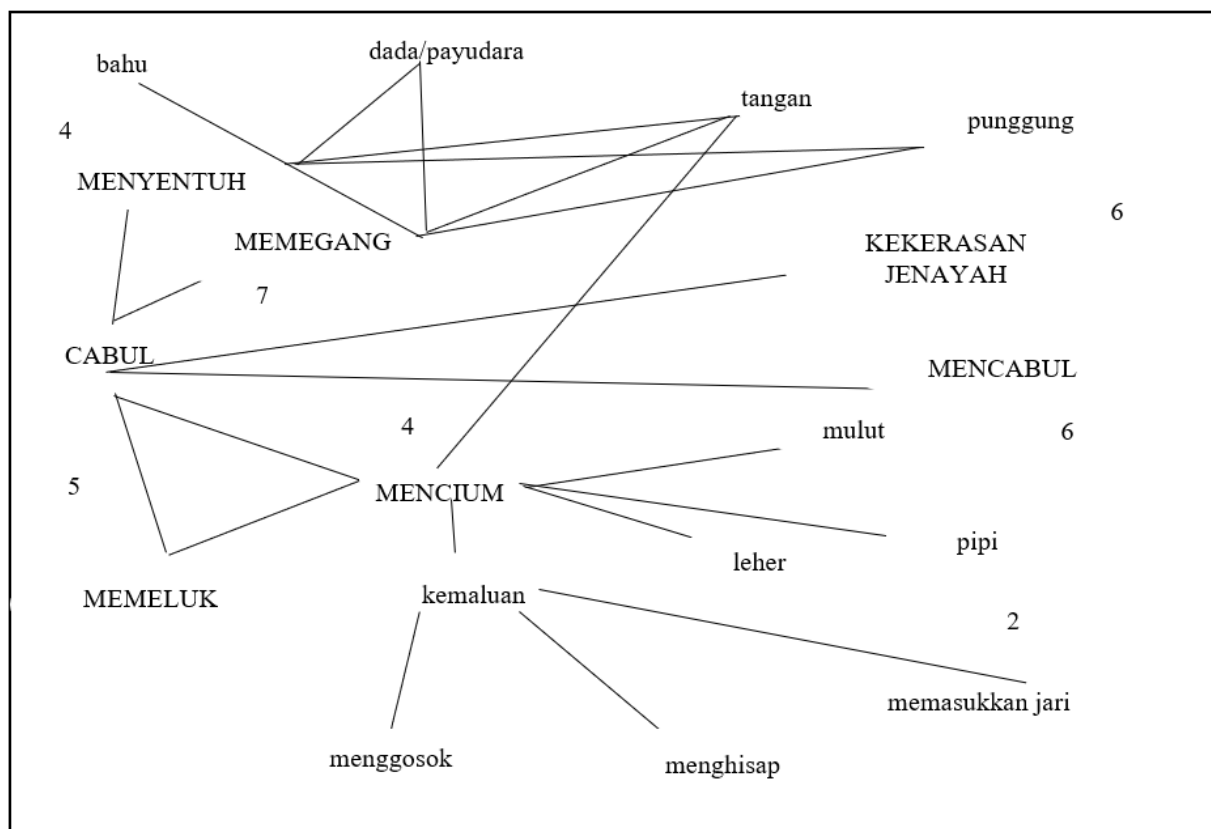 bahu
dada/payudara
tangan
punggung
4
MENYENTUH
6
MEMEGANG
KEKERASAN
JENAYAH
7
CABUL
MENCABUL
4
mulut
6
5
MENCIUM
pipi
leher
MEMELUK
kemaluan
2
memasukkan jari
menggosok
menghisap